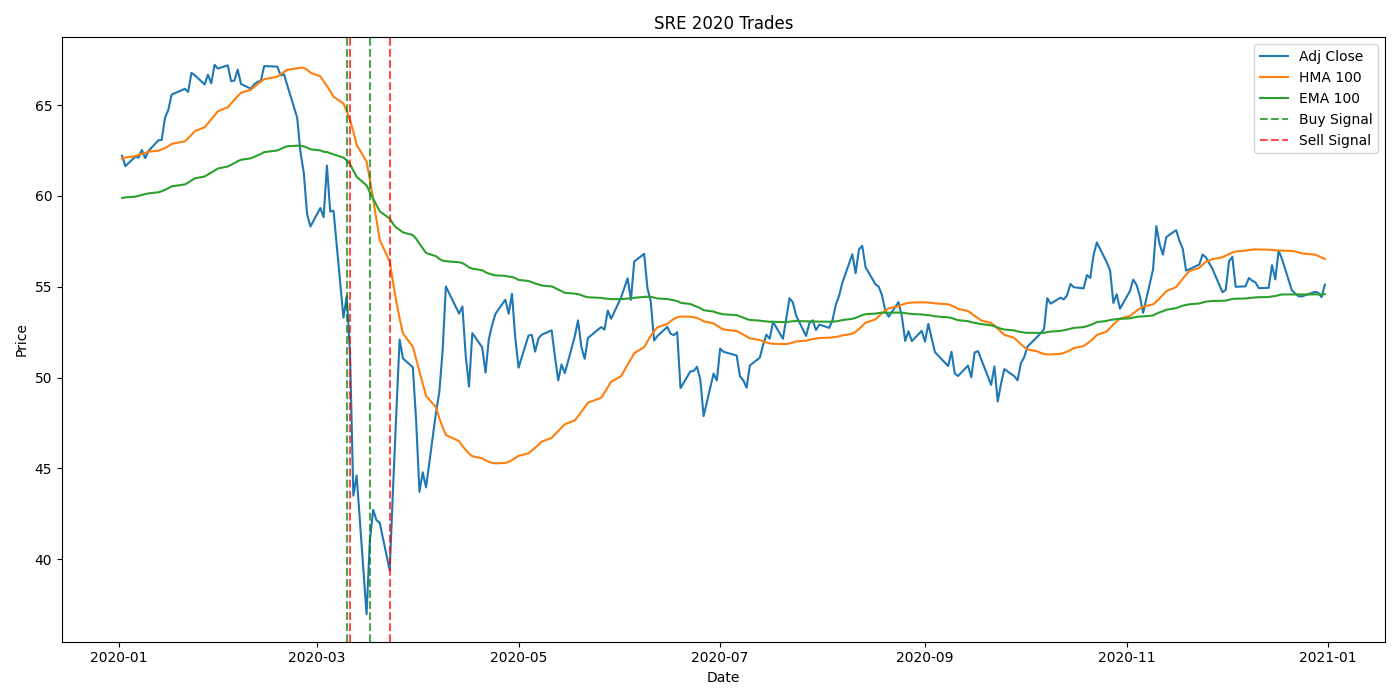 SRE 2020 Trades
Adj Close
HMA 100
EMA 100
Buy Signal
Sell Signal
Price
65
60
55
50
45
40
2020-01
2020-03
2020-05
2020-07
2020-09
2020-11
2021-01
Date